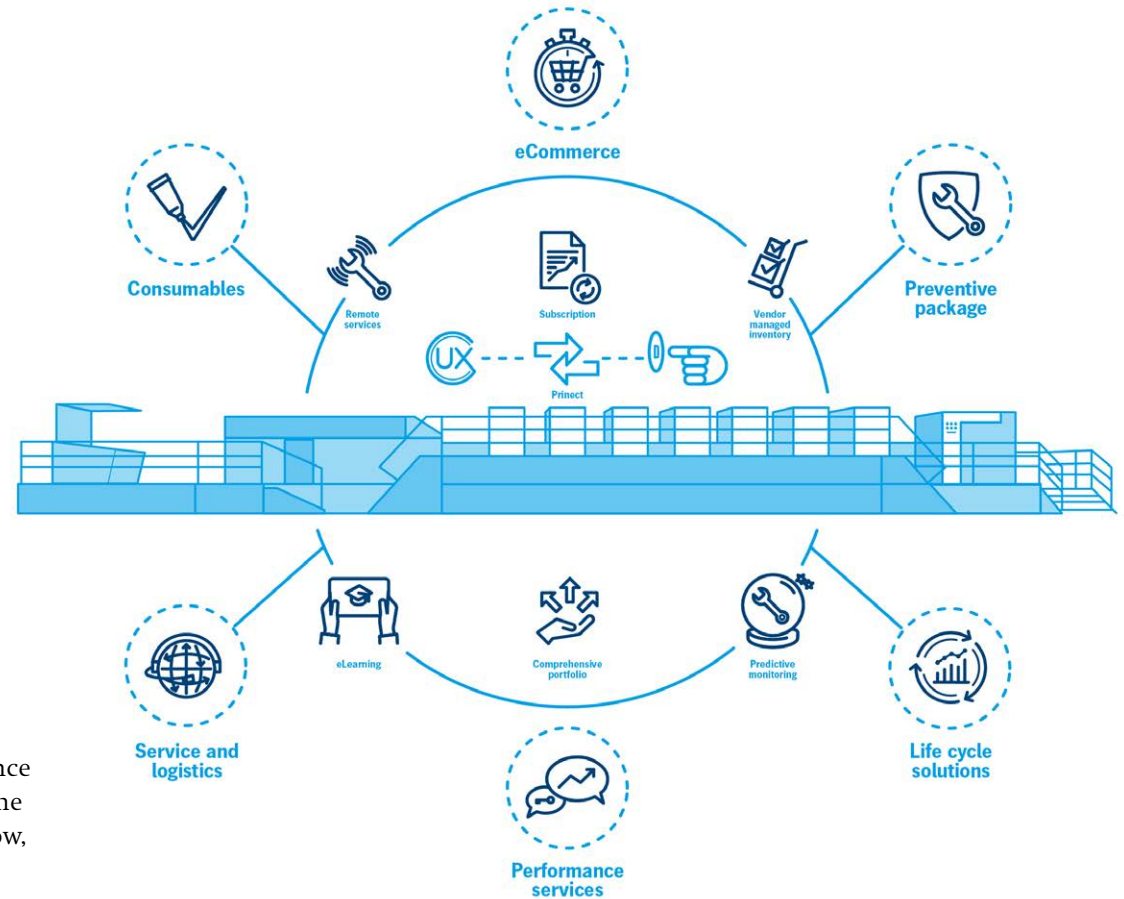 eCommerce
Consumables
Preventive
package
Remote
services
Subscription
Vendor
managed
inventory
UX
Prinect
eLearning
Comprehensive
portfolio
Predictive
monitoring
Service and
logistics
Life cycle
solutions
Performance
services